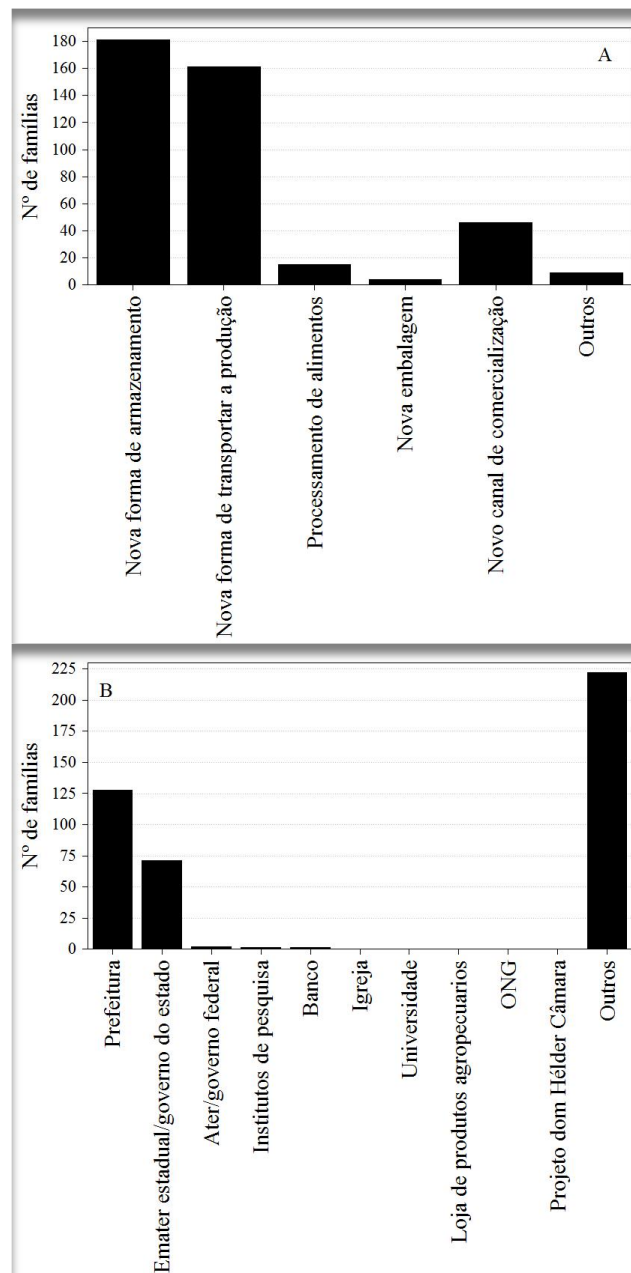 A
Nº de famílias
180
160
140
120
100
80
60
40
20
0
Nova forma de armazenamento
Nova forma de transportar a produção
Processamento de alimentos
Nova embalagem
Novo canal de comercialização
Outros
B
Nº de famílias
225
200
175
150
125
100
75
50
25
0
Prefeitura
Emater estadual/governo do estado
Ater/governo federal
Institutos de pesquisa
Banco
Igreja
Universidade
Loja de produtos agropecuarios
ONG
Projeto dom Hélder Câmara
Outros